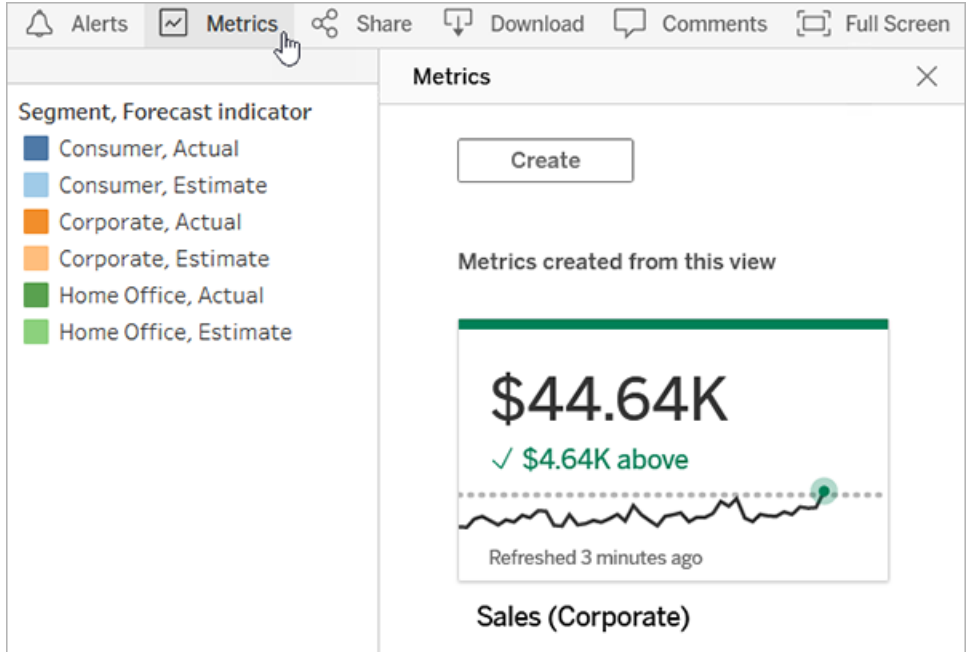 Alerts Metrics Share Download Comments Full Screen
Metrics
Segment, Forecast indicator
Consumer, Actual
Consumer, Estimate
Corporate, Actual
Corporate, Estimate
Home Office, Actual
Home Office, Estimate
Create
Metrics created from this view
$44.64K
$4.64K above
Refreshed 3 minutes ago
Sales (Corporate)